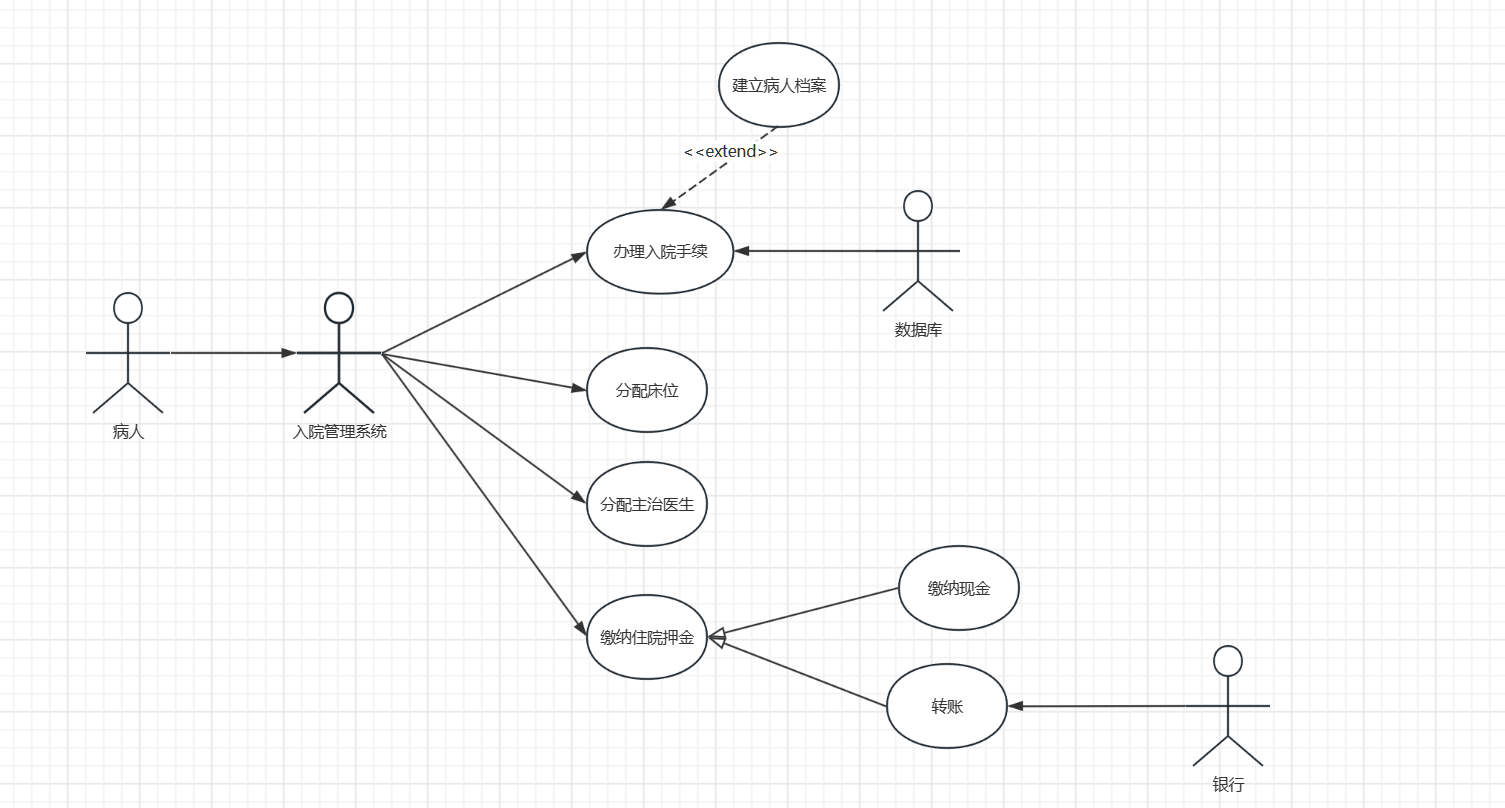 建立病人档案
<<extend>>
办理入院手续
数据库
病人
入院管理系统
分配床位
分配主治医生
缴纳现金
缴纳住院押金
转账
银行